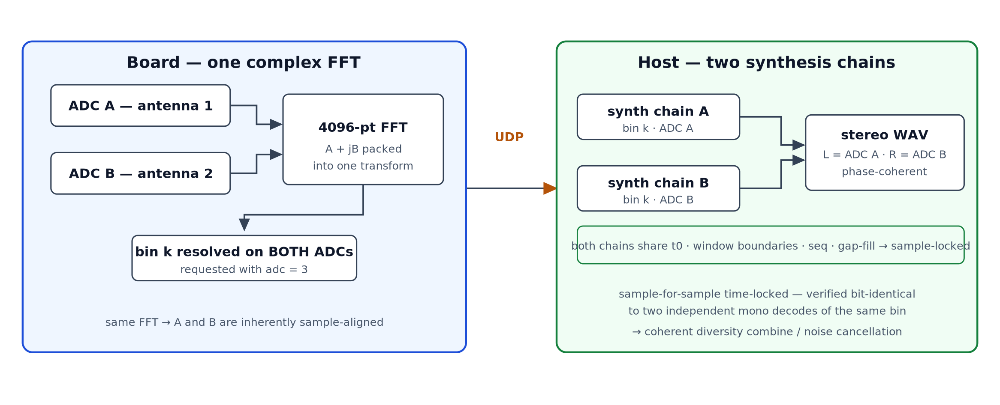 Board — one complex FFT
ADC A — antenna 1
ADC B — antenna 2
4096-pt FFT
A + jB packed
into one transform
bin k resolved on BOTH ADCs
requested with adc = 3
same FFT → A and B are inherently sample-aligned
UDP
Host — two synthesis chains
synth chain A
bin k · ADC A
synth chain B
bin k · ADC B
stereo WAV
L = ADC A · R = ADC B
phase-coherent
both chains share t0 · window boundaries · seq · gap-fill → sample-locked
sample-for-sample time-locked — verified bit-identical
to two independent mono decodes of the same bin
→ coherent diversity combine / noise cancellation